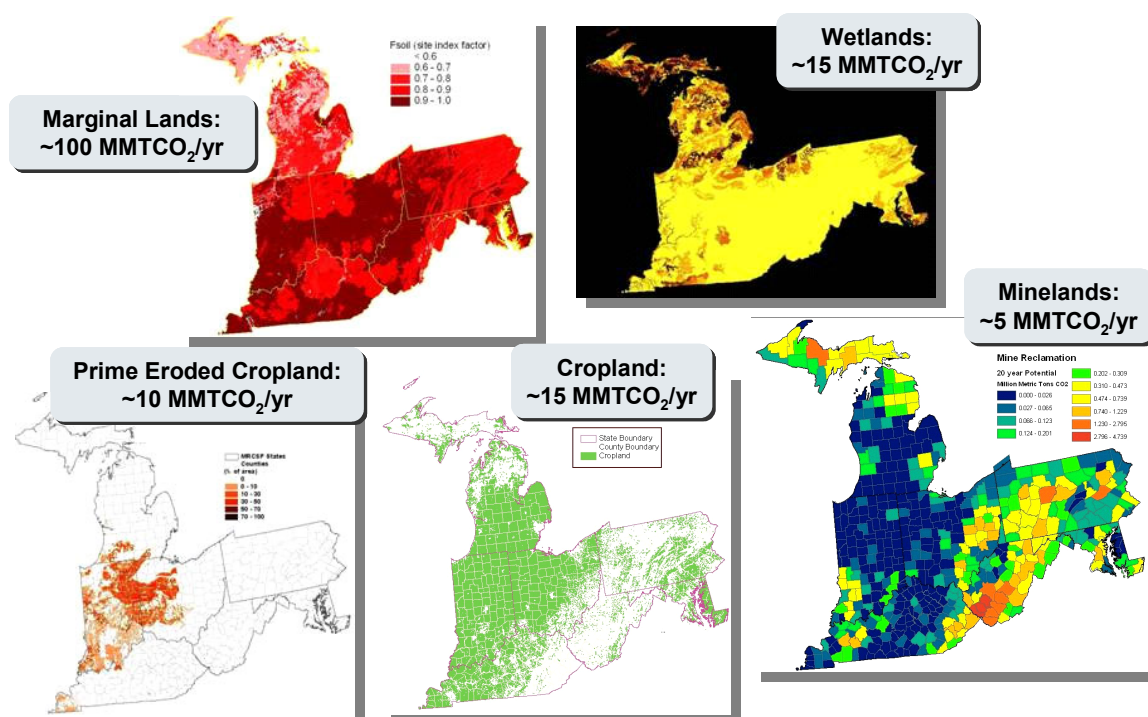 Fsoil (site index factor)
< 0.6
0.6 - 0.7
0.7 - 0.8
0.8 - 0.9
0.9 - 1.0
Marginal Lands:
~100 MMTCO₂/yr
Wetlands:
~15 MMTCO₂/yr
Minelands:
~5 MMTCO₂/yr
Mine Reclamation
20 year Potential
Million Metric Tons CO2
0.000 - 0.026
0.027 - 0.065
0.066 - 0.123
0.124 - 0.201
0.202 - 0.309
0.310 - 0.473
0.474 - 0.739
0.740 - 1.229
1.230 - 2.795
2.796 - 4.739
Prime Eroded Cropland:
~10 MMTCO₂/yr
MRCSP States
Counties
(% of area)
0
0 - 10
10 - 30
30 - 50
50 - 70
70 - 100
Cropland:
~15 MMTCO₂/yr
State Boundary
County Boundary
Cropland